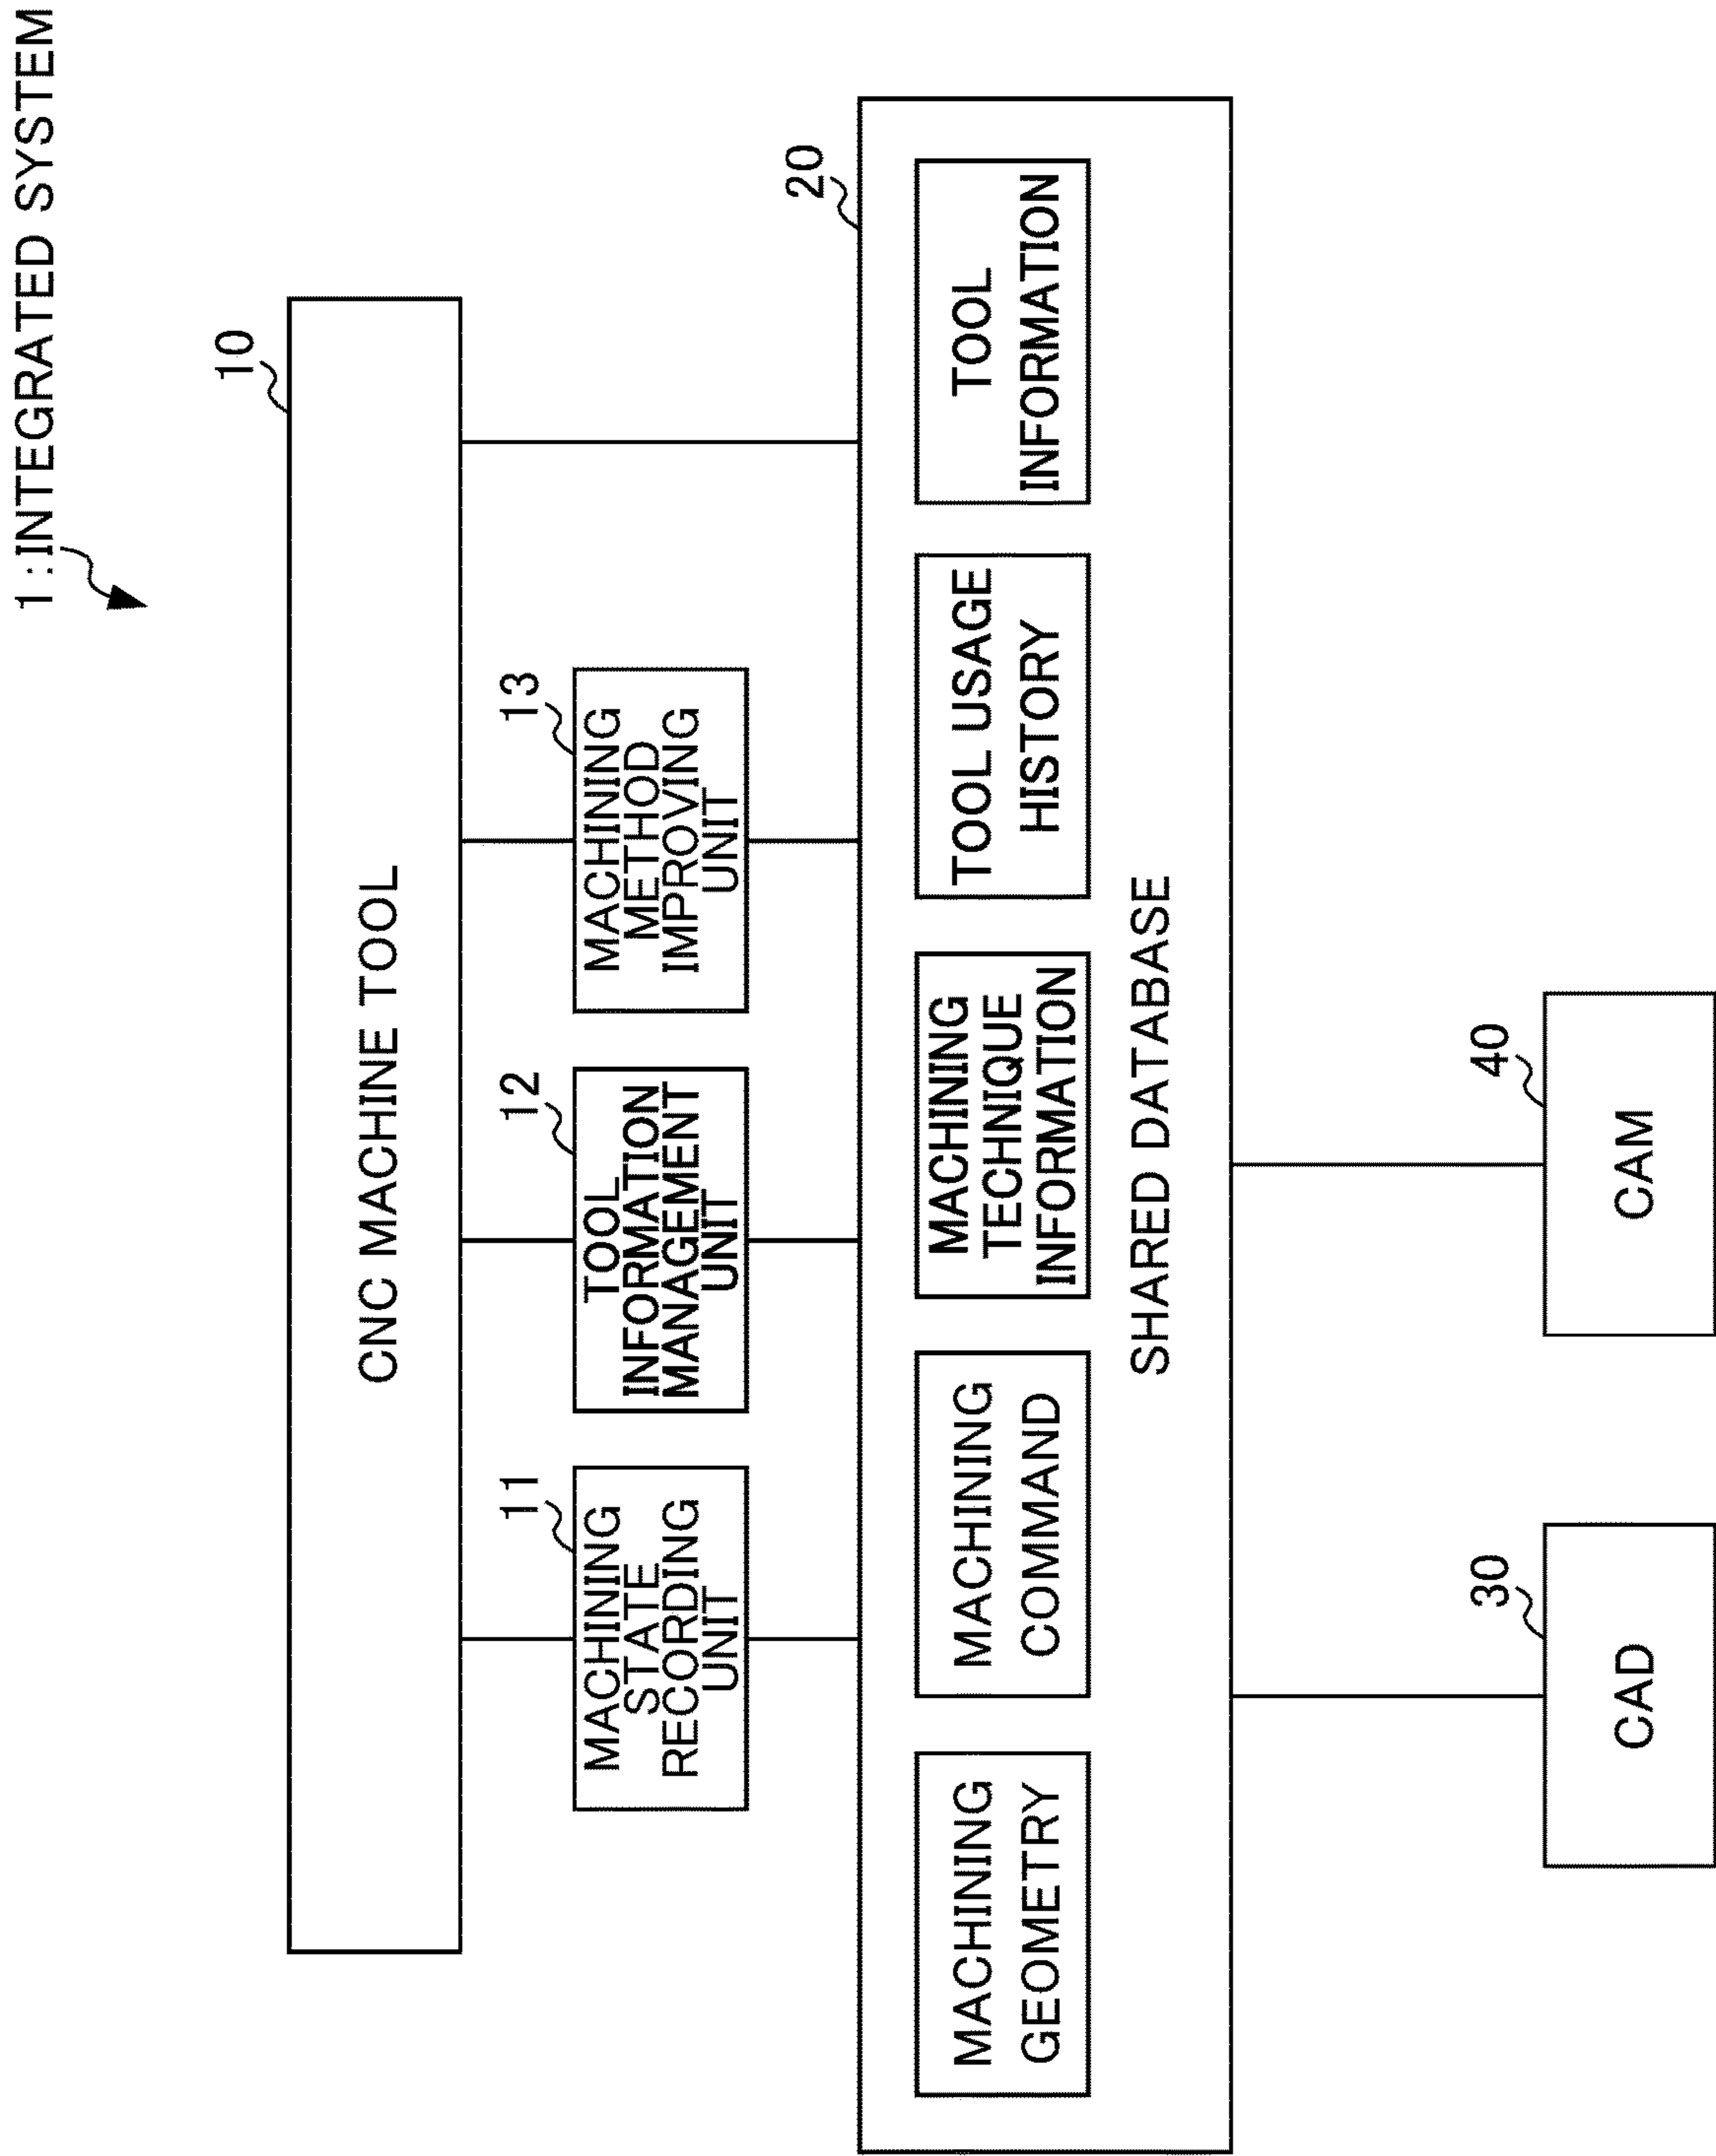 1:INTEGRATED SYSTEM
10
CNC MACHINE TOOL
11
MACHINING
STATE
RECORDING
UNIT
12
TOOL
INFORMATION
MANAGEMENT
UNIT
13
MACHINING
METHOD
IMPROVING
UNIT
20
MACHINING
GEOMETRY
MACHINING
COMMAND
MACHINING
TECHNIQUE
INFORMATION
TOOL USAGE
HISTORY
TOOL
INFORMATION
SHARED DATABASE
30
CAD
40
CAM